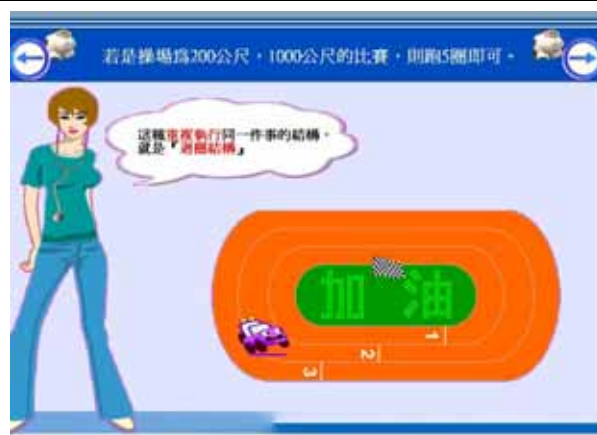 若是操場為200公尺,1000公尺的比賽,則跑5圈即可。
這種重複執行同一件事的結構,
就是『迴圈結構』
加 油
1
2
3